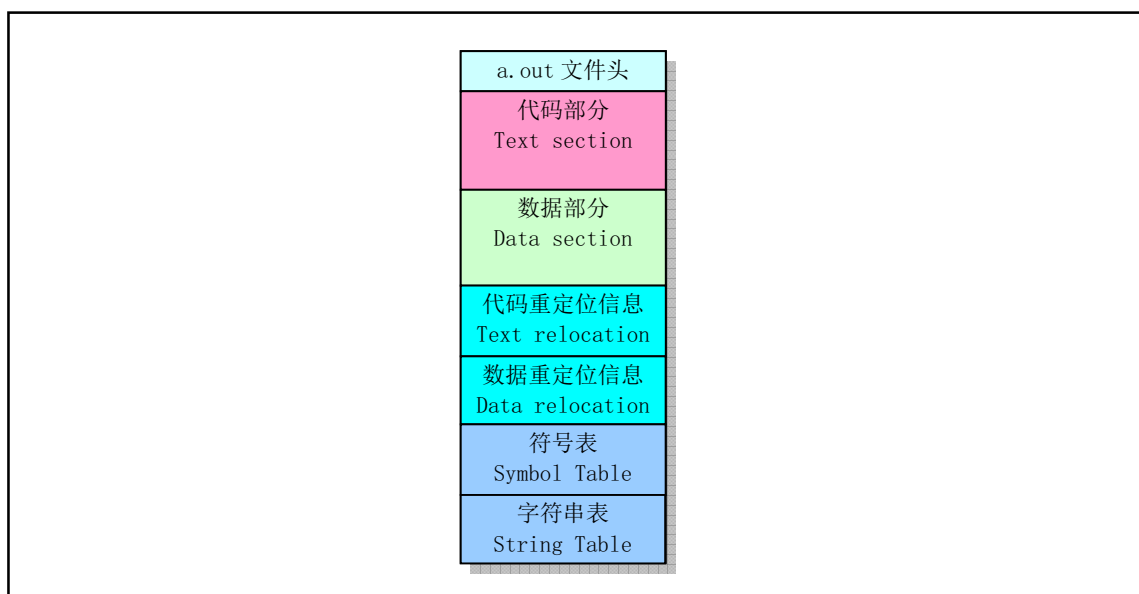 a.out 文件头
代码部分
Text section
数据部分
Data section
代码重定位信息
Text relocation
数据重定位信息
Data relocation
符号表
Symbol Table
字符串表
String Table